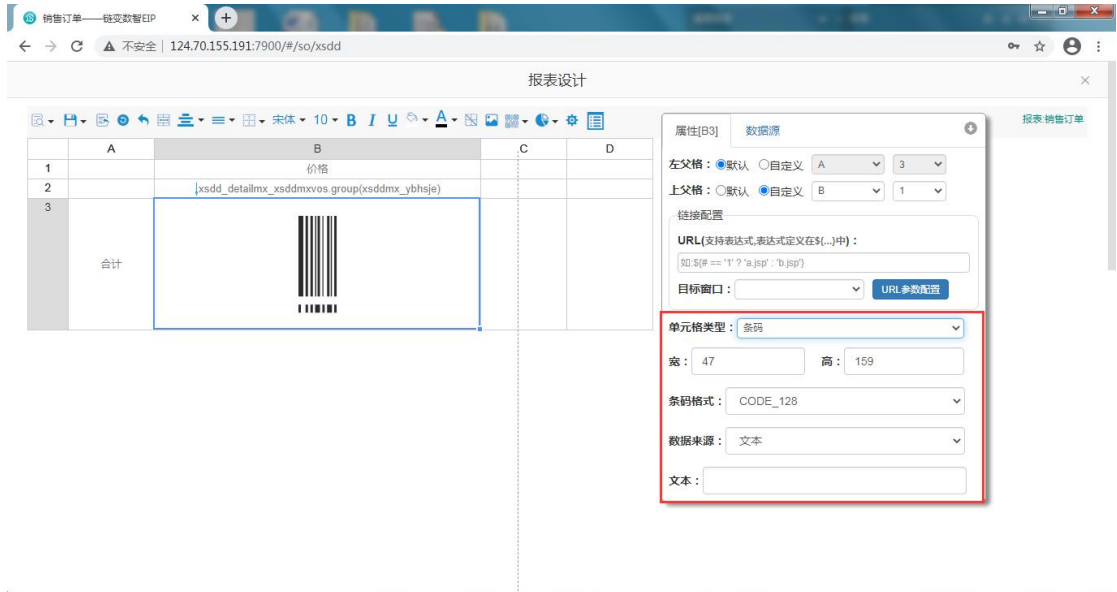 销售订单——链变数智EIP
不安全 124.70.155.191:7900/#/so/xsdd
报表设计
宋体 10 B I U A
报表:销售订单
属性[B3] 数据源
A B C D
1 价格
2 xsdd_detailmx_xsddmxvos.group(xsddmx_ybhsje)
3 合计
左父格： 默认 自定义 A 3
上父格： 默认 自定义 B 1
链接配置
URL(支持表达式,表达式定义在${...}中)：
如:${# == '1' ? 'a.jsp' : 'b.jsp'}
目标窗口： URL参数配置
单元格类型： 条码
宽： 47 高： 159
条码格式： CODE_128
数据来源： 文本
文本：